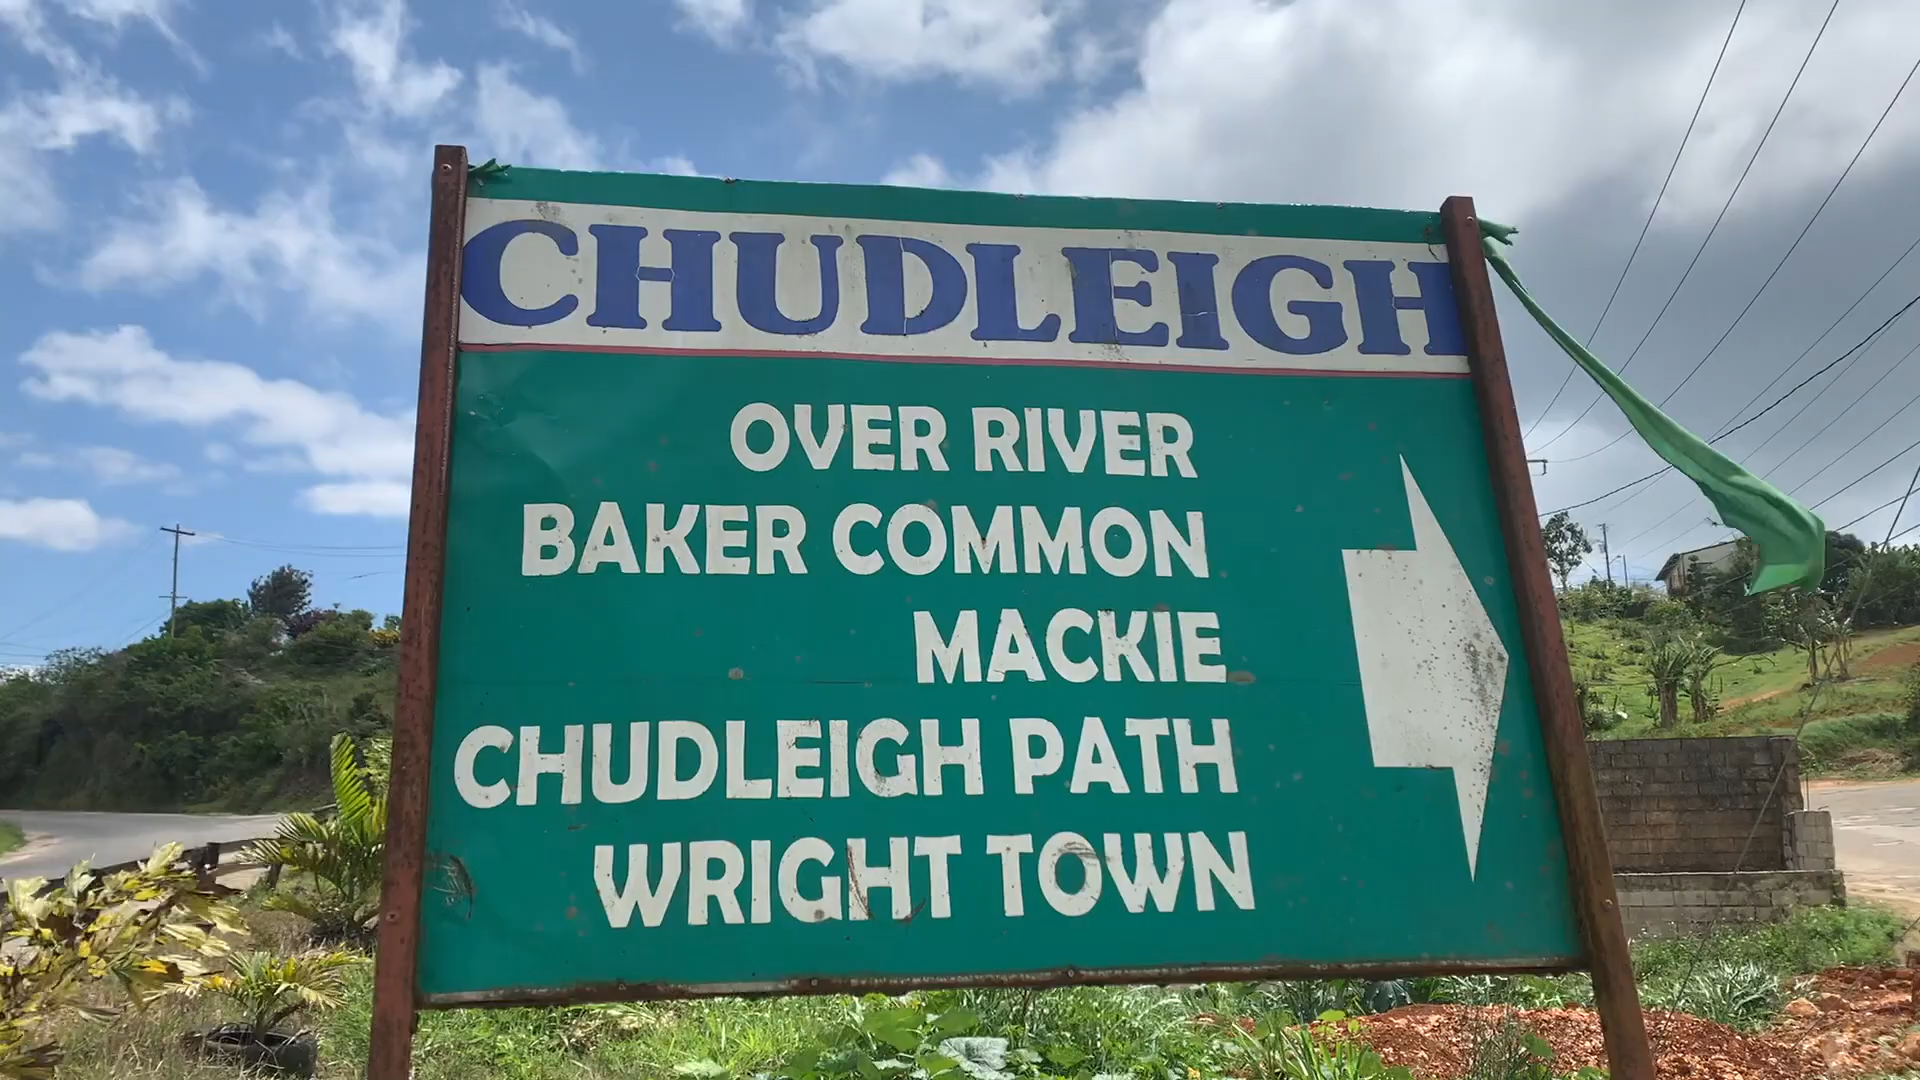 CHUDLEIGH
OVER RIVER
BAKER COMMON
MACKIE
CHUDLEIGH PATH
WRIGHT TOWN